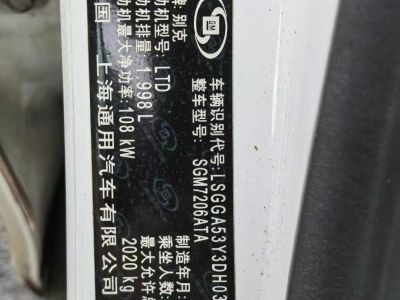 GM
车辆识别代号:LSGGA53Y3DH03
整车型号: SGM7206ATA
牌: 别克
制造年月
动机型号: LTD
乘坐人数
动机排量: 1.998L
最大允许总
动机最大净功率: 108 kW
2020 kg
国 上海通用汽车有限公司